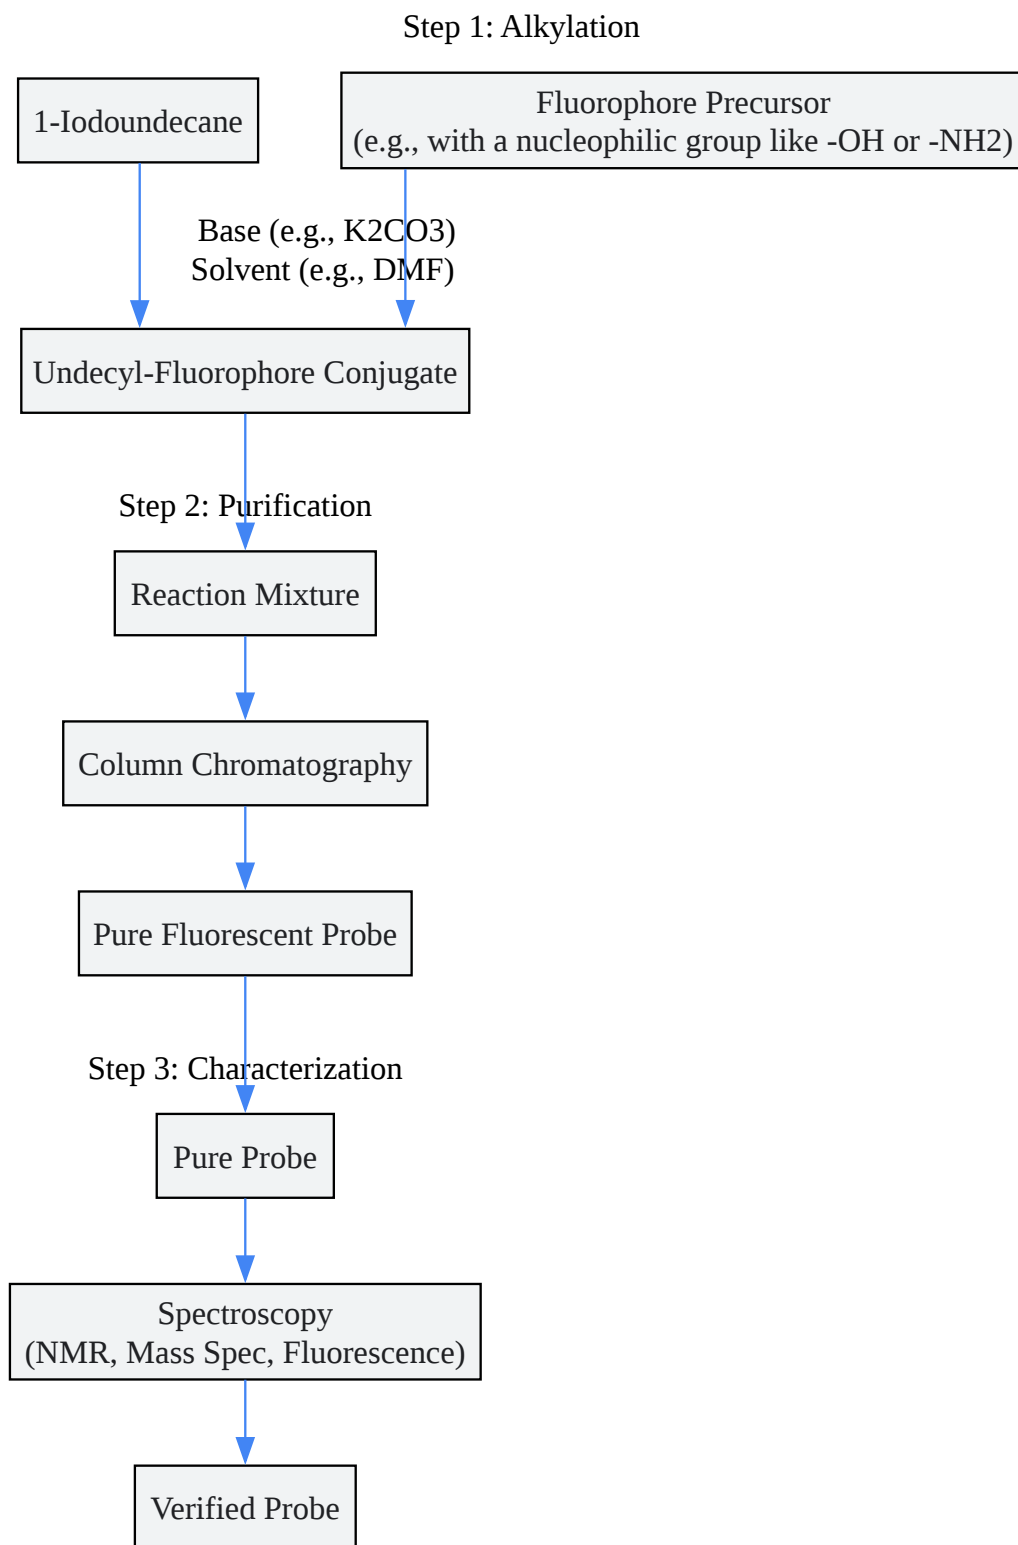 Step 1: Alkylation
1-Iodoundecane
Fluorophore Precursor
(e.g., with a nucleophilic group like -OH or -NH2)
Base (e.g., K2CO3)
Solvent (e.g., DMF)
Undecyl-Fluorophore Conjugate
Step 2: Purification
Reaction Mixture
Column Chromatography
Pure Fluorescent Probe
Step 3: Characterization
Pure Probe
Spectroscopy
(NMR, Mass Spec, Fluorescence)
Verified Probe